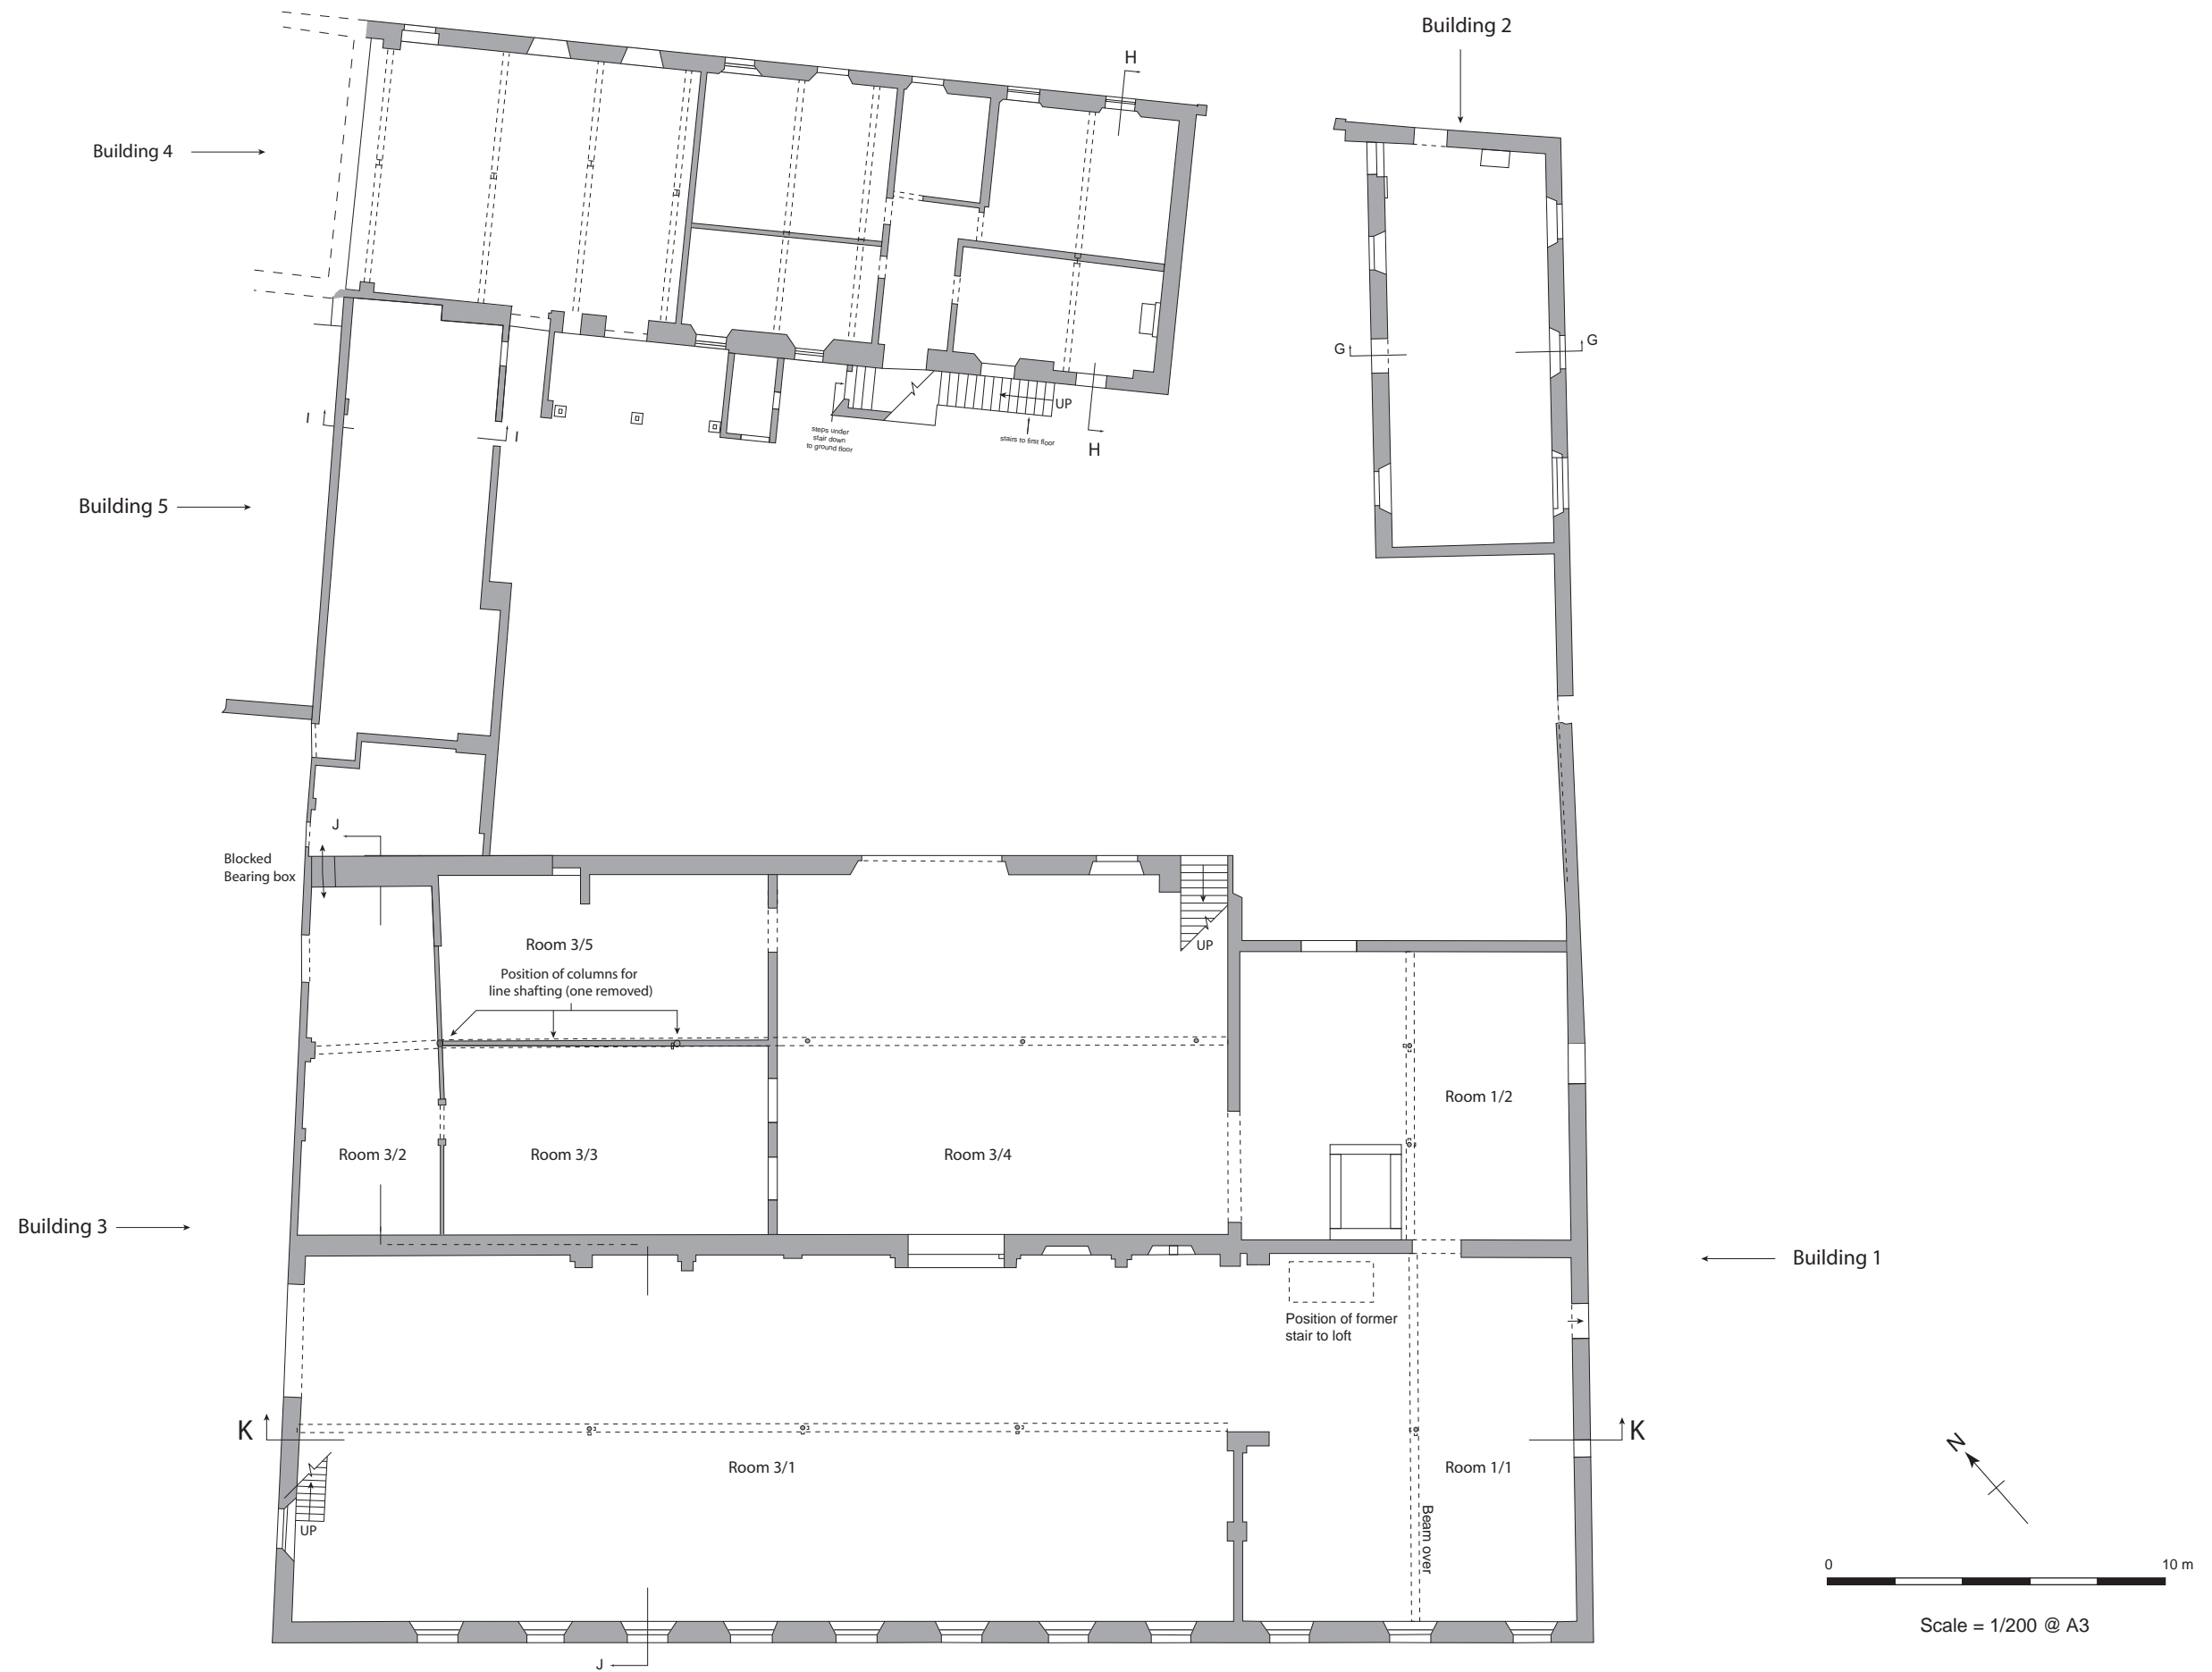 Building 2
H
Building 4
G
G
UP
H
steps under
stair down
to ground floor
stairs to first floor
I
I
Building 5
J
Blocked
Bearing box
Room 3/5
UP
Position of columns for
line shafting (one removed)
Room 1/2
Room 3/2
Room 3/3
Room 3/4
Building 3
Building 1
Position of former
stair to loft
K
K
N
Room 3/1
Room 1/1
UP
Beam over
0
10 m
Scale = 1/200 @ A3
J